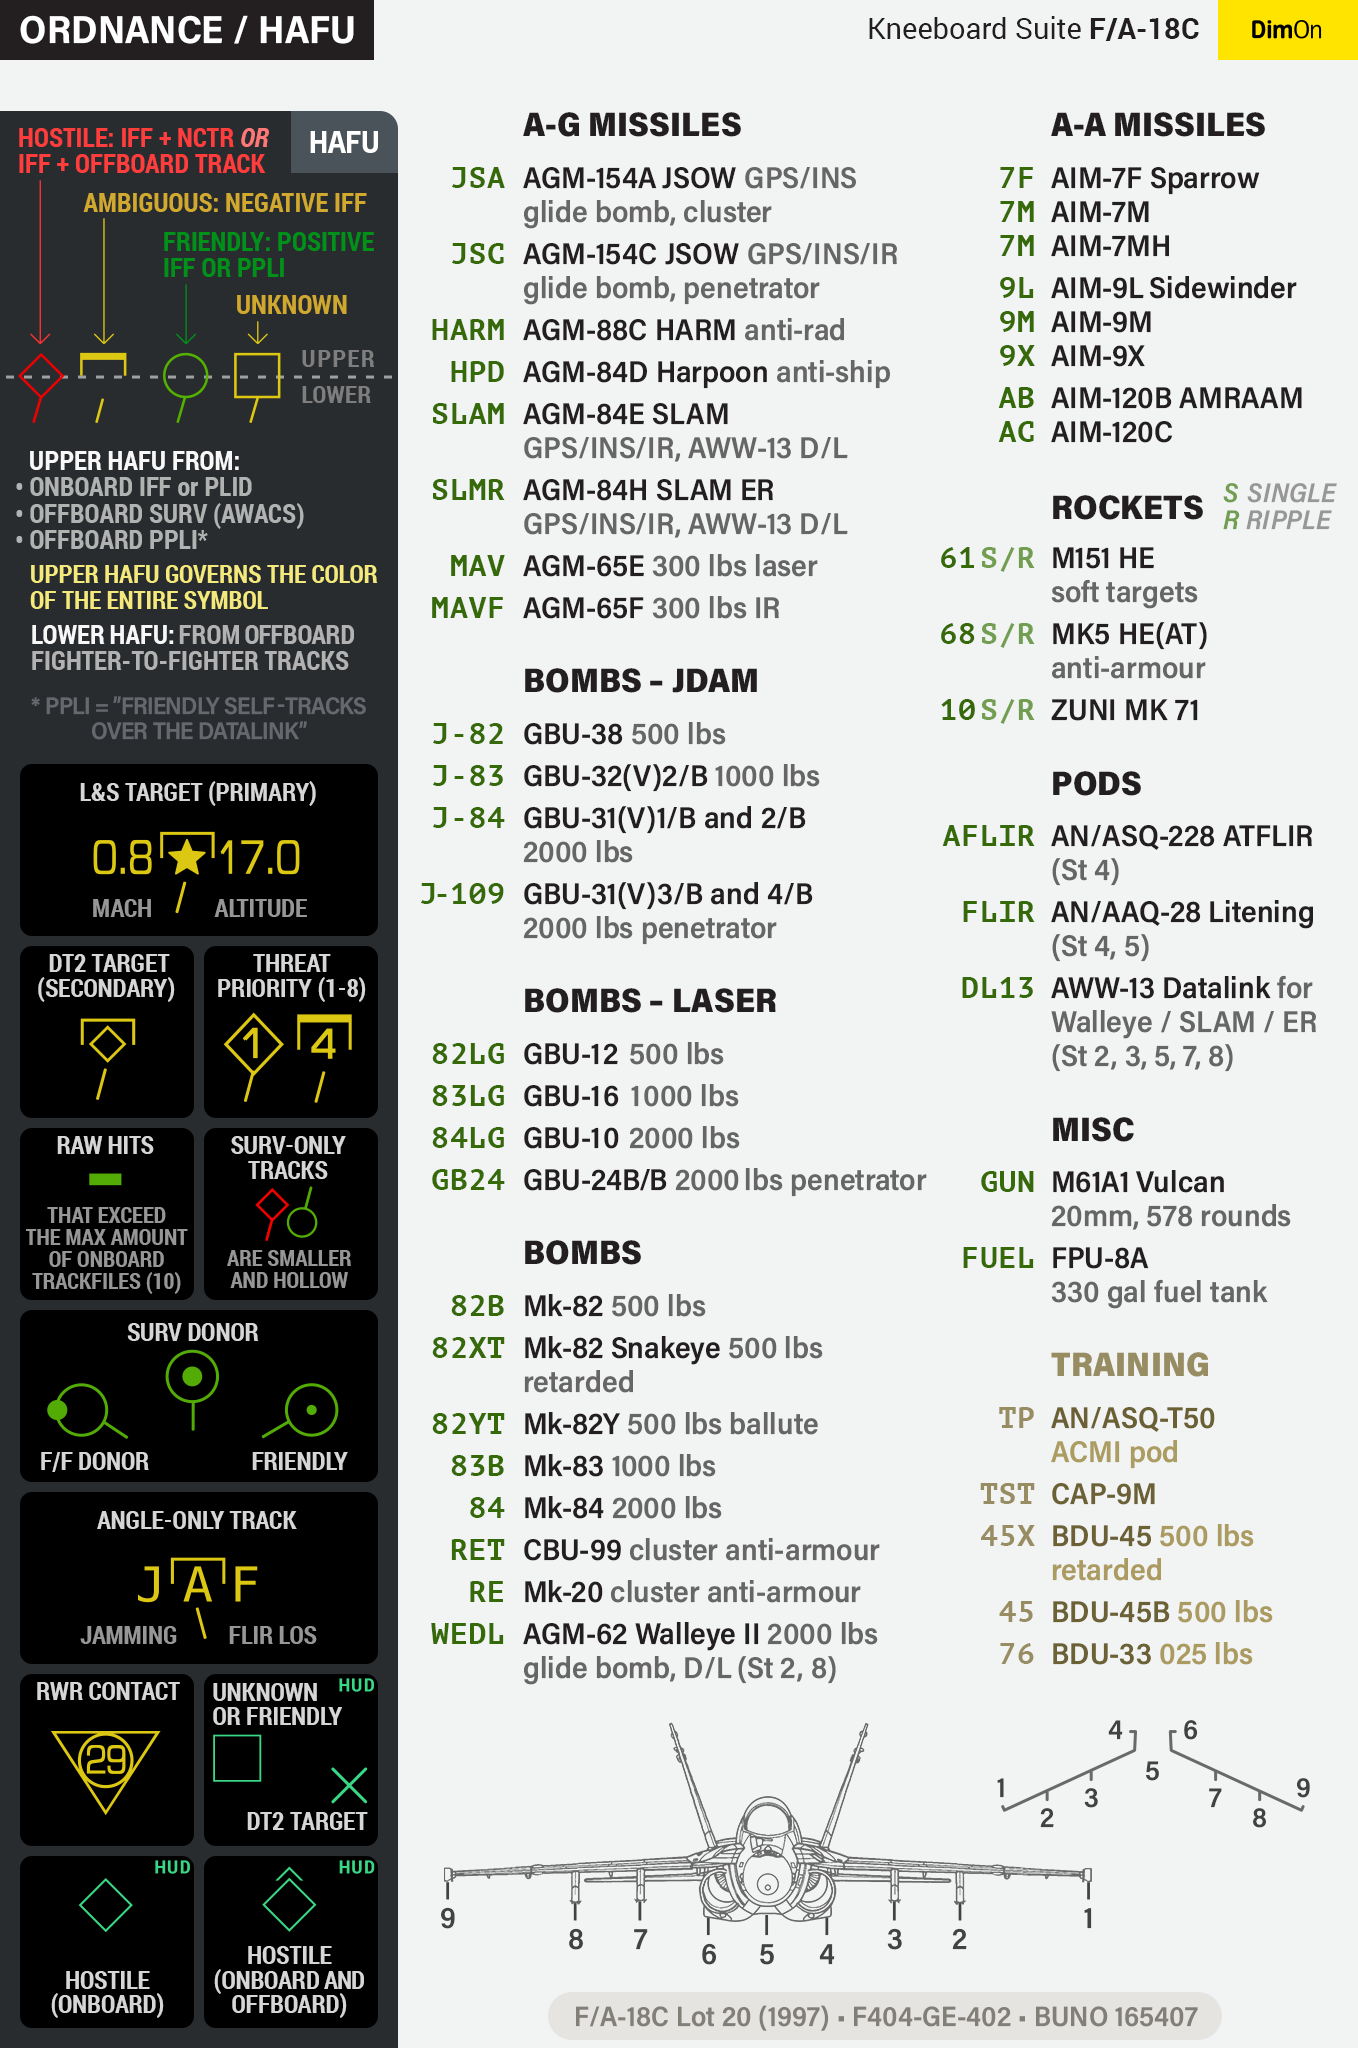 ORDNANCE / HAFU
Kneeboard Suite F/A-18C
DimOn
HAFU
HOSTILE: IFF + NCTR OR
IFF + OFFBOARD TRACK
AMBIGUOUS: NEGATIVE IFF
FRIENDLY: POSITIVE
IFF OR PPLI
UNKNOWN
UPPER
LOWER
UPPER HAFU FROM:
• ONBOARD IFF or PLID
• OFFBOARD SURV (AWACS)
• OFFBOARD PPLI*
UPPER HAFU GOVERNS THE COLOR
OF THE ENTIRE SYMBOL
LOWER HAFU: FROM OFFBOARD
FIGHTER-TO-FIGHTER TRACKS
* PPLI = "FRIENDLY SELF-TRACKS
OVER THE DATALINK"
L&S TARGET (PRIMARY)
0.8 17.0
MACH ALTITUDE
DT2 TARGET
(SECONDARY)
THREAT
PRIORITY (1-8)
1 4
RAW HITS
THAT EXCEED
THE MAX AMOUNT
OF ONBOARD
TRACKFILES (10)
SURV-ONLY
TRACKS
ARE SMALLER
AND HOLLOW
SURV DONOR
F/F DONOR
FRIENDLY
ANGLE-ONLY TRACK
J A F
JAMMING FLIR LOS
RWR CONTACT
29
HUD
UNKNOWN
OR FRIENDLY
DT2 TARGET
HUD
HOSTILE
(ONBOARD)
HUD
HOSTILE
(ONBOARD AND
OFFBOARD)
A-G MISSILES
JSA AGM-154A JSOW GPS/INS
glide bomb, cluster
JSC AGM-154C JSOW GPS/INS/IR
glide bomb, penetrator
HARM AGM-88C HARM anti-rad
HPD AGM-84D Harpoon anti-ship
SLAM AGM-84E SLAM
GPS/INS/IR, AWW-13 D/L
SLMR AGM-84H SLAM ER
GPS/INS/IR, AWW-13 D/L
MAV AGM-65E 300 lbs laser
MAVF AGM-65F 300 lbs IR
BOMBS – JDAM
J-82 GBU-38 500 lbs
J-83 GBU-32(V)2/B 1000 lbs
J-84 GBU-31(V)1/B and 2/B
2000 lbs
J-109 GBU-31(V)3/B and 4/B
2000 lbs penetrator
BOMBS – LASER
82LG GBU-12 500 lbs
83LG GBU-16 1000 lbs
84LG GBU-10 2000 lbs
GB24 GBU-24B/B 2000 lbs penetrator
BOMBS
82B Mk-82 500 lbs
82XT Mk-82 Snakeye 500 lbs
retarded
82YT Mk-82Y 500 lbs ballute
83B Mk-83 1000 lbs
84 Mk-84 2000 lbs
RET CBU-99 cluster anti-armour
RE Mk-20 cluster anti-armour
WEDL AGM-62 Walleye II 2000 lbs
glide bomb, D/L (St 2, 8)
A-A MISSILES
7F AIM-7F Sparrow
7M AIM-7M
7M AIM-7MH
9L AIM-9L Sidewinder
9M AIM-9M
9X AIM-9X
AB AIM-120B AMRAAM
AC AIM-120C
ROCKETS
S SINGLE
R RIPPLE
61 S/R M151 HE
soft targets
68 S/R MK5 HE(AT)
anti-armour
10 S/R ZUNI MK 71
PODS
AFLIR AN/ASQ-228 ATFLIR
(St 4)
FLIR AN/AAQ-28 Litening
(St 4, 5)
DL13 AWW-13 Datalink for
Walleye / SLAM / ER
(St 2, 3, 5, 7, 8)
MISC
GUN M61A1 Vulcan
20mm, 578 rounds
FUEL FPU-8A
330 gal fuel tank
TRAINING
TP AN/ASQ-T50
ACMI pod
TST CAP-9M
45X BDU-45 500 lbs
retarded
45 BDU-45B 500 lbs
76 BDU-33 025 lbs
4 6
5
1 9
3 7
2 8
9 8 7 6 5 4 3 2 1
F/A-18C Lot 20 (1997) • F404-GE-402 • BUNO 165407